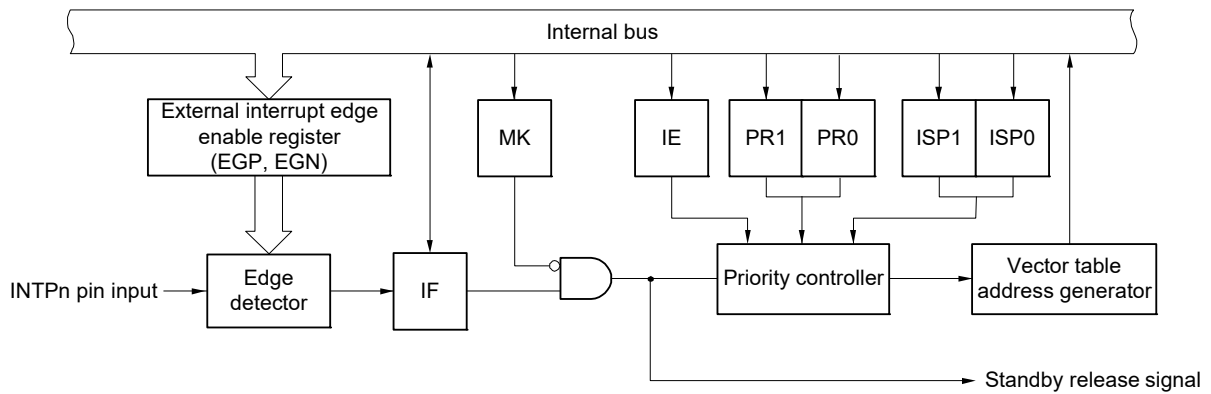 Internal bus
External interrupt edge
enable register
(EGP, EGN)
MK
IE
PR1
PR0
ISP1
ISP0
INTPn pin input
Edge
detector
IF
Priority controller
Vector table
address generator
Standby release signal